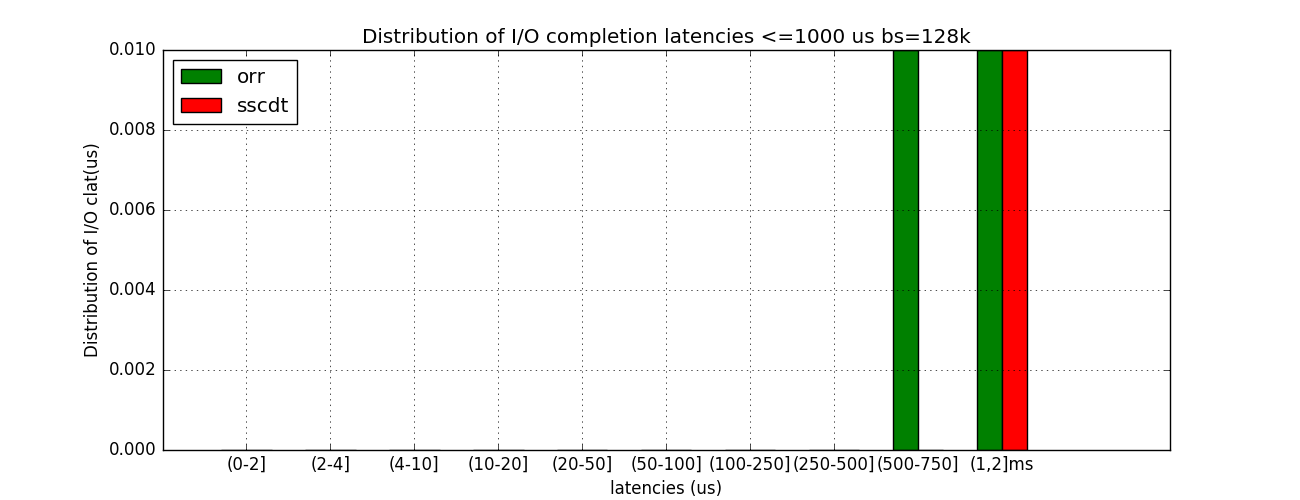 Distribution of I/O completion latencies <=1000 us bs=128k
orr
sscdt
Distribution of I/O clat(us)
0.010
0.008
0.006
0.004
0.002
0.000
(0-2] (2-4] (4-10] (10-20] (20-50] (50-100] (100-250] (250-500] (500-750] (1,2]ms
latencies (us)